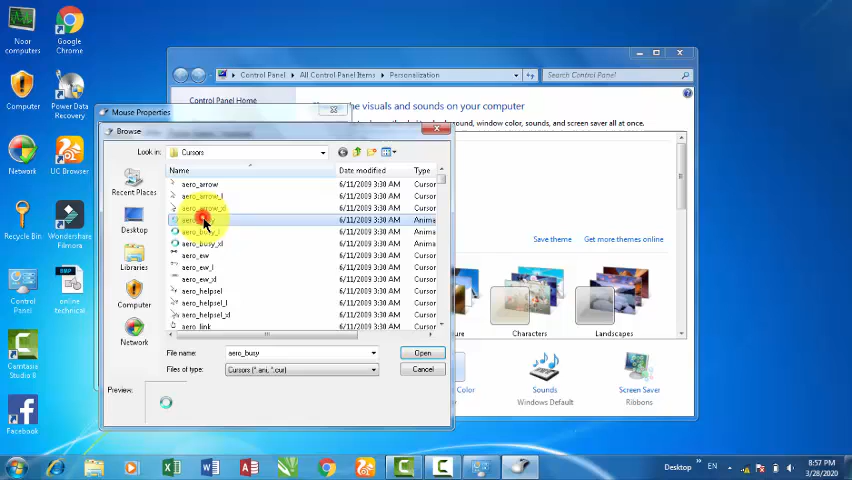 Noor
computers
Google
Chrome
Computer
Power Data
Recovery
Network
UC Browser
Recycle Bin
Wondershare
Filmora
Control
Panel
online
technical
Camtasia
Studio 8
Facebook
Control Panel
All Control Panel Items
Personalization
Search Control Panel
Control Panel Home
the visuals and sounds on your computer
color, sounds, and screen saver all at once.
Save theme
Get more themes online
Characters
Landscapes
Color
Sounds
Windows Default
Screen Saver
Ribbons
Mouse Properties
Browse
Look in:
Cursors
Name
Date modified
Type
aero_arrow
6/11/2009 3:30 AM
Cursor
aero_arrow_l
6/11/2009 3:30 AM
Cursor
aero_arrow_xl
6/11/2009 3:30 AM
Cursor
6/11/2009 3:30 AM
Anima
aero_busy_l
6/11/2009 3:30 AM
Anima
aero_busy_xl
6/11/2009 3:30 AM
Anima
aero_ew
6/11/2009 3:30 AM
Cursor
aero_ew_l
6/11/2009 3:30 AM
Cursor
aero_ew_xl
6/11/2009 3:30 AM
Cursor
aero_helpsel
6/11/2009 3:30 AM
Cursor
aero_helpsel_l
6/11/2009 3:30 AM
Cursor
aero_helpsel_xl
6/11/2009 3:30 AM
Cursor
aero_link
6/11/2009 3:30 AM
Cursor
Recent Places
Desktop
Libraries
Computer
Network
File name:
aero_busy
Open
Files of type:
Cursors (*.ani, *.cur)
Cancel
Preview:
Desktop
EN
8:57 PM
3/28/2020